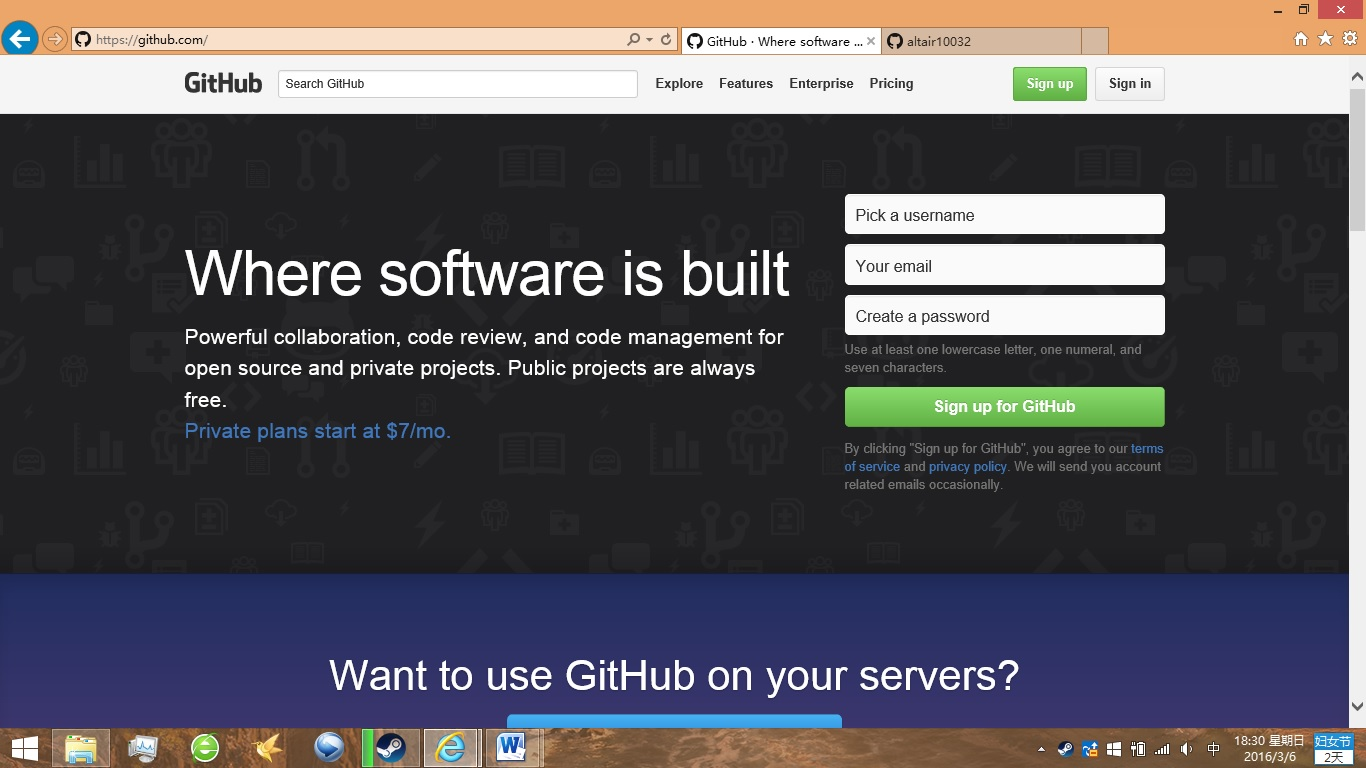 https://github.com/
GitHub · Where software ...
altair10032
GitHub
Search GitHub
Explore
Features
Enterprise
Pricing
Sign up
Sign in
Where software is built
Powerful collaboration, code review, and code management for
open source and private projects. Public projects are always
free.
Private plans start at $7/mo.
Pick a username
Your email
Create a password
Use at least one lowercase letter, one numeral, and
seven characters.
Sign up for GitHub
By clicking "Sign up for GitHub", you agree to our terms
of service and privacy policy. We will send you account
related emails occasionally.
Want to use GitHub on your servers?
中
18:30 星期日
2016/3/6
妇女节
2天